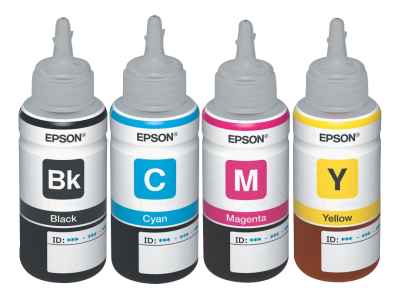 EPSON®
Bk
Black
ID: *** - *** - ***
EPSON®
C
Cyan
ID: *** - *** - ***
EPSON®
M
Magenta
ID: *** - *** - ***
EPSON®
Y
Yellow
ID: *** - *** - ***